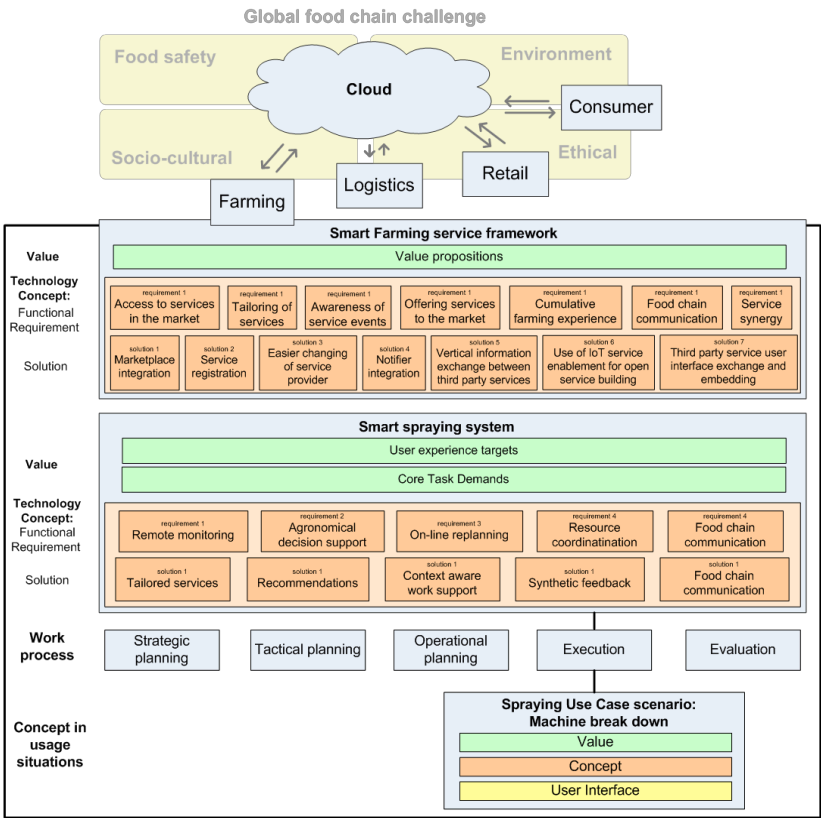 Global food chain challenge
Food safety
Environment
Cloud
Consumer
Socio-cultural
Ethical
Retail
Logistics
Farming
Smart Farming service framework
Value
Value propositions
Technology
Concept:
Functional
Requirement
requirement 1
Access to services
in the market
requirement 1
Tailoring of
services
requirement 1
Awareness of
service events
requirement 1
Offering services
to the market
requirement 1
Cumulative
farming experience
requirement 1
Food chain
communication
requirement 1
Service
synergy
Solution
solution 1
Marketplace
integration
solution 2
Service
registration
solution 3
Easier changing
of service
provider
solution 4
Notifier
integration
solution 5
Vertical information
exchange between
third party services
solution 6
Use of IoT service
enablement for open
service building
solution 7
Third party service user
interface exchange and
embedding
Smart spraying system
Value
User experience targets
Core Task Demands
Technology
Concept:
Functional
Requirement
requirement 1
Remote monitoring
requirement 2
Agronomical
decision support
requirement 3
On-line replanning
requirement 4
Resource
coordinatination
requirement 4
Food chain
communication
Solution
solution 1
Tailored services
solution 1
Recommendations
solution 1
Context aware
work support
solution 1
Synthetic feedback
solution 1
Food chain
communication
Work
process
Strategic
planning
Tactical planning
Operational
planning
Execution
Evaluation
Concept in
usage
situations
Spraying Use Case scenario:
Machine break down
Value
Concept
User Interface